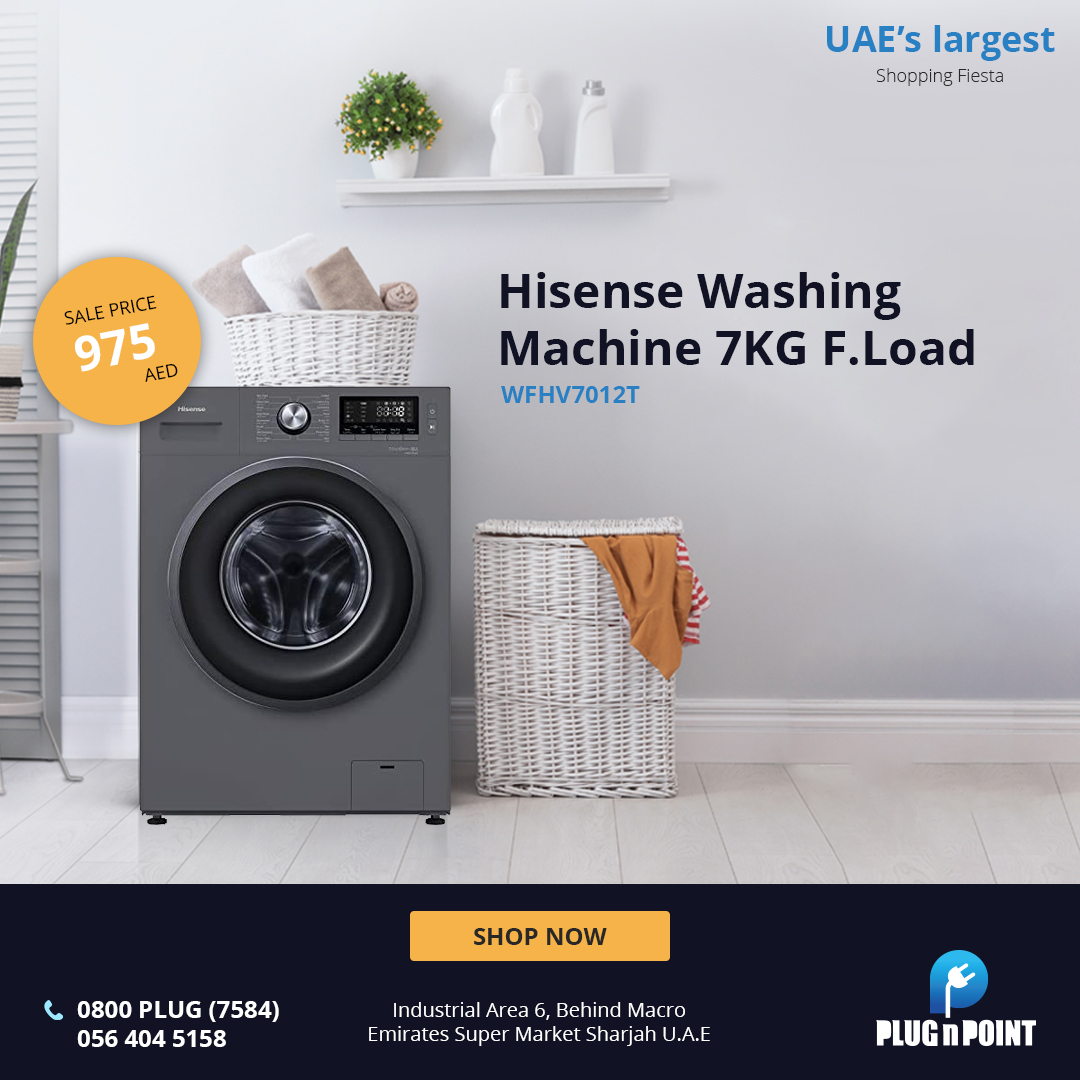 UAE's largest
Shopping Fiesta
SALE PRICE
975
AED
Hisense Washing
Machine 7KG F.Load
WFHV7012T
Hisense
SHOP NOW
0800 PLUG (7584)
056 404 5158
Industrial Area 6, Behind Macro
Emirates Super Market Sharjah U.A.E
PLUG n POINT